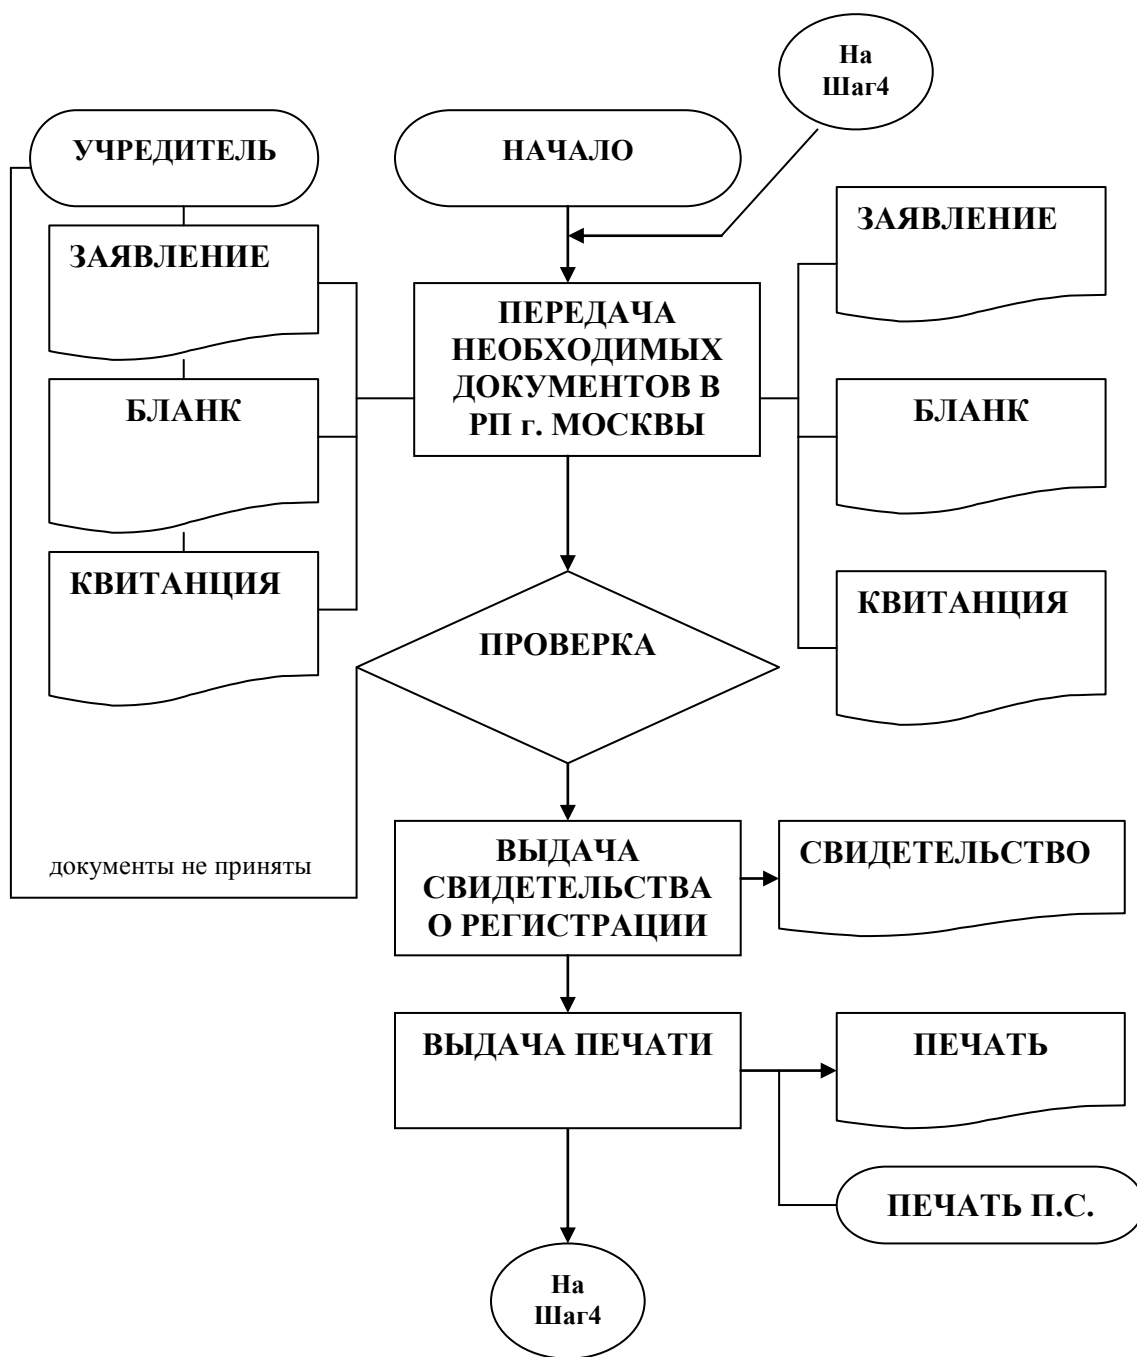 На
Шаг4
УЧРЕДИТЕЛЬ
НАЧАЛО
ЗАЯВЛЕНИЕ
ЗАЯВЛЕНИЕ
ПЕРЕДАЧА
НЕОБХОДИМЫХ
ДОКУМЕНТОВ В
РП г. МОСКВЫ
БЛАНК
БЛАНК
КВИТАНЦИЯ
КВИТАНЦИЯ
ПРОВЕРКА
документы не приняты
ВЫДАЧА
СВИДЕТЕЛЬСТВА
О РЕГИСТРАЦИИ
СВИДЕТЕЛЬСТВО
ВЫДАЧА ПЕЧАТИ
ПЕЧАТЬ
ПЕЧАТЬ П.С.
На
Шаг4